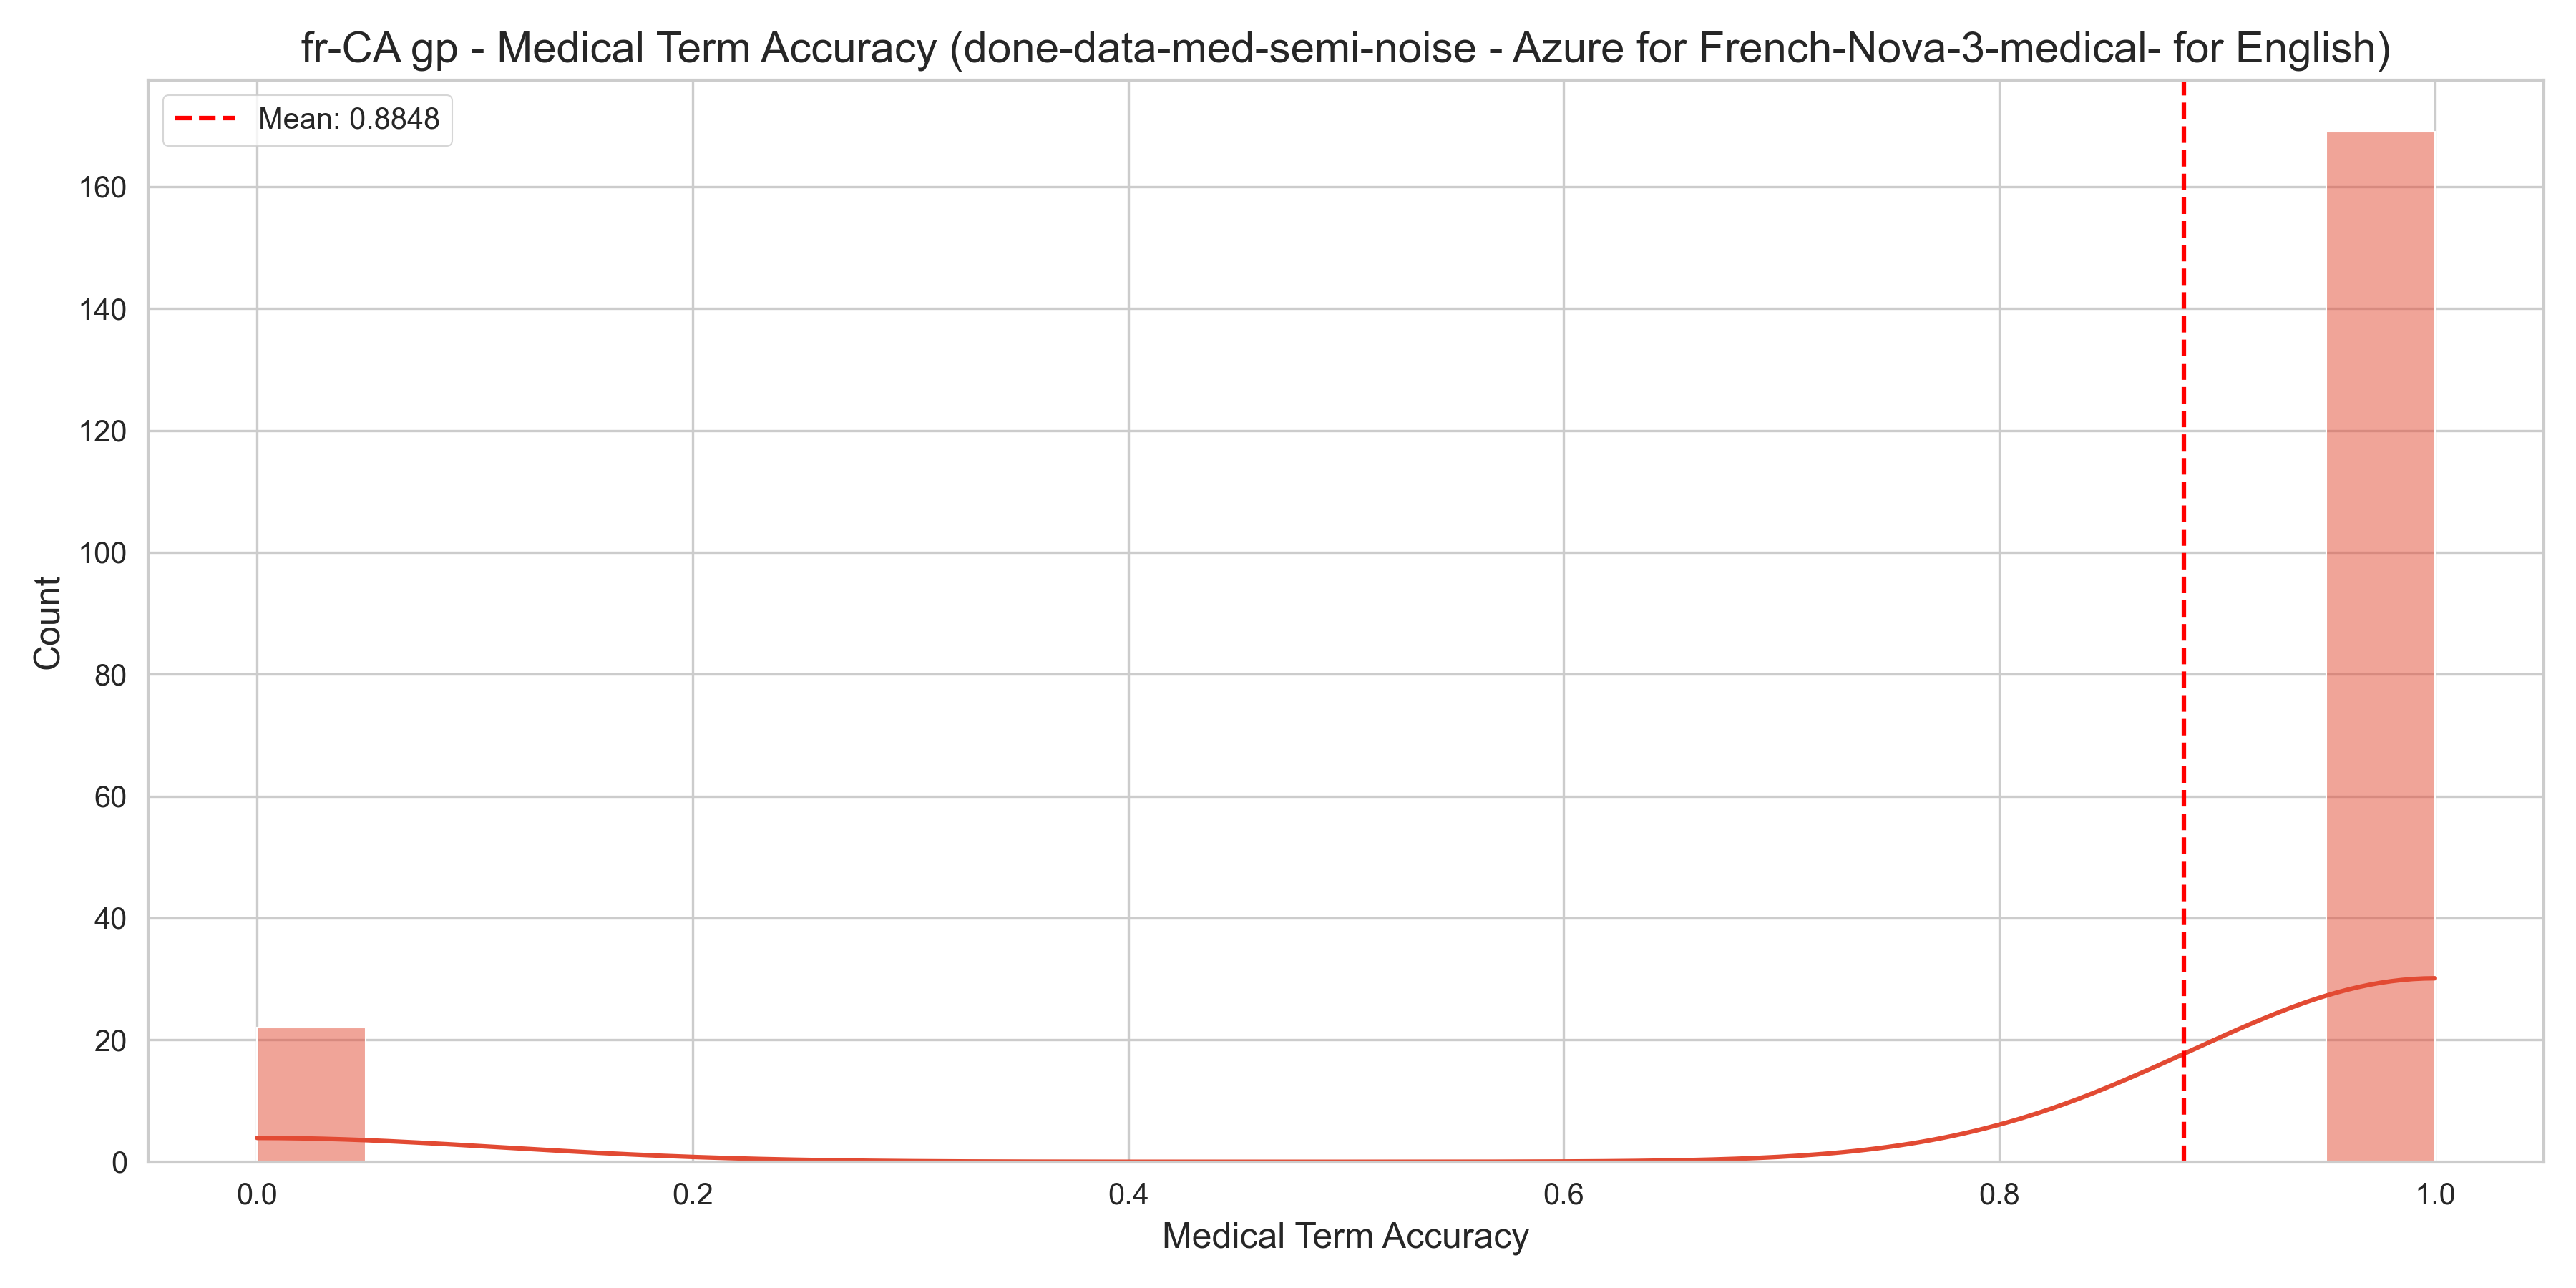 fr-CA gp - Medical Term Accuracy (done-data-med-semi-noise - Azure for French-Nova-3-medical- for English)
Mean: 0.8848
160
140
120
100
80
60
40
20
0
Count
0.0 0.2 0.4 0.6 0.8 1.0
Medical Term Accuracy